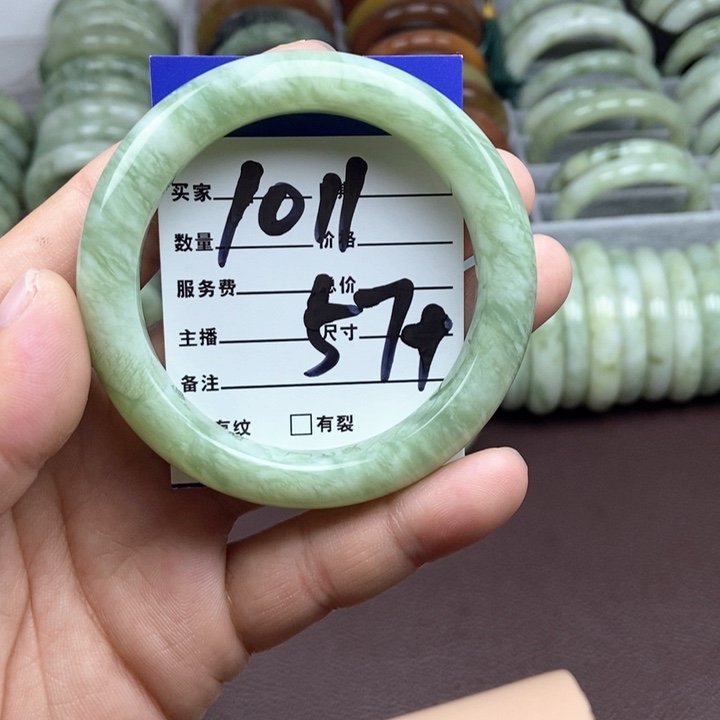 买家 1011
数量 价格
服务费 总价
主播 尺寸 57+
备注
有纹 □有裂